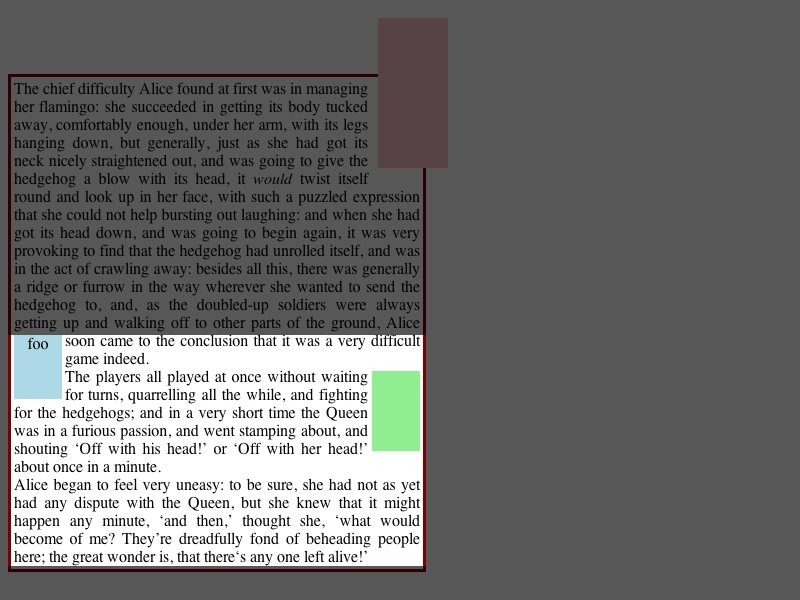 The chief difficulty Alice found at first was in managing
her flamingo: she succeeded in getting its body tucked
away, comfortably enough, under her arm, with its legs
hanging down, but generally, just as she had got its
neck nicely straightened out, and was going to give the
hedgehog a blow with its head, it would twist itself
round and look up in her face, with such a puzzled expression
that she could not help bursting out laughing: and when she had
got its head down, and was going to begin again, it was very
provoking to find that the hedgehog had unrolled itself, and was
in the act of crawling away: besides all this, there was generally
a ridge or furrow in the way wherever she wanted to send the
hedgehog to, and, as the doubled-up soldiers were always
getting up and walking off to other parts of the ground, Alice
foo
soon came to the conclusion that it was a very difficult
game indeed.
The players all played at once without waiting
for turns, quarrelling all the while, and fighting
for the hedgehogs; and in a very short time the Queen
was in a furious passion, and went stamping about, and
shouting ‘Off with his head!’ or ‘Off with her head!’
about once in a minute.
Alice began to feel very uneasy: to be sure, she had not as yet
had any dispute with the Queen, but she knew that it might
happen any minute, ‘and then,’ thought she, ‘what would
become of me? They’re dreadfully fond of beheading people
here; the great wonder is, that there‘s any one left alive!’